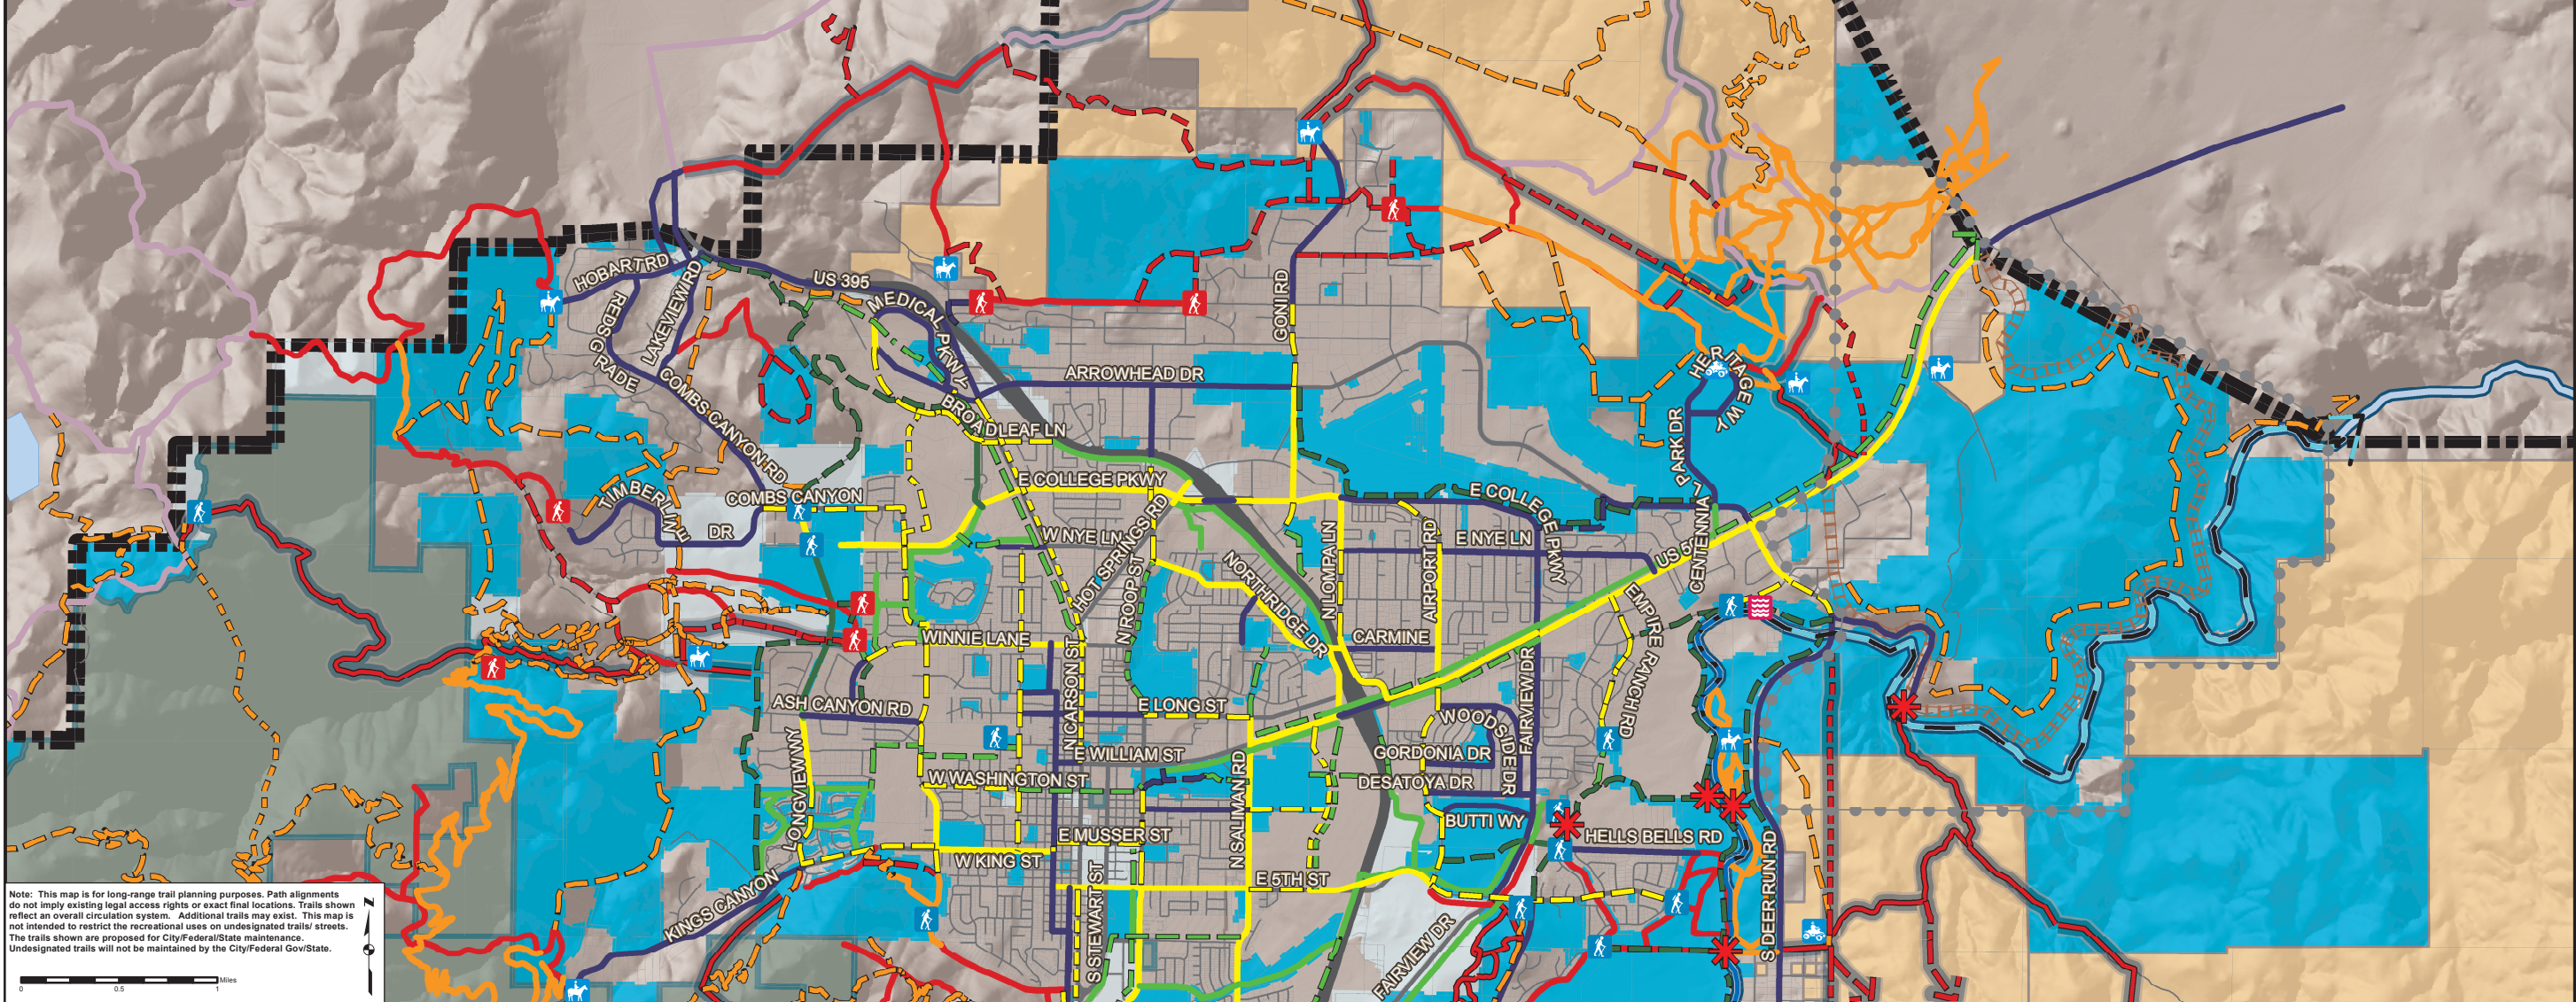 HOBART RD
US 395
REDS GRADE
LAKEVIEW RD
MEDICAL PKWY
GONI RD
ARROWHEAD DR
HERITAGE WY
COMBS CANYON RD
BROADLEAF LN
L PARK DR
E COLLEGE PKWY
COMBS CANYON
TIMBERLINE
DR
E COLLEGE PKWY
W NYE LN
HOT SPRINGS RD
N ROOP ST
N LOMPA LN
AIRPORT RD
E NYE LN
US 50
CENTENNIA
NORTHRIDGE DR
EMPIRE RANCH RD
WINNIE LANE
CARMINE
N CARSON ST
ASH CANYON RD
E LONG ST
FAIRVIEW DR
WOODSIDE DR
LONGVIEW WY
E WILLIAM ST
GORDONIA DR
W WASHINGTON ST
N SALIMAN RD
DESATOYA DR
BUTTI WY
E MUSSER ST
HELLS BELLS RD
W KING ST
E 5TH ST
S DEER RUN RD
KINGS CANYON
S STEWART ST
FAIRVIEW DR
Note: This map is for long-range trail planning purposes. Path alignments
do not imply existing legal access rights or exact final locations. Trails shown
reflect an overall circulation system. Additional trails may exist. This map is
not intended to restrict the recreational uses on undesignated trails/ streets.
The trails shown are proposed for City/Federal/State maintenance.
Undesignated trails will not be maintained by the City/Federal Gov/State.
N
Miles
0 0.5 1